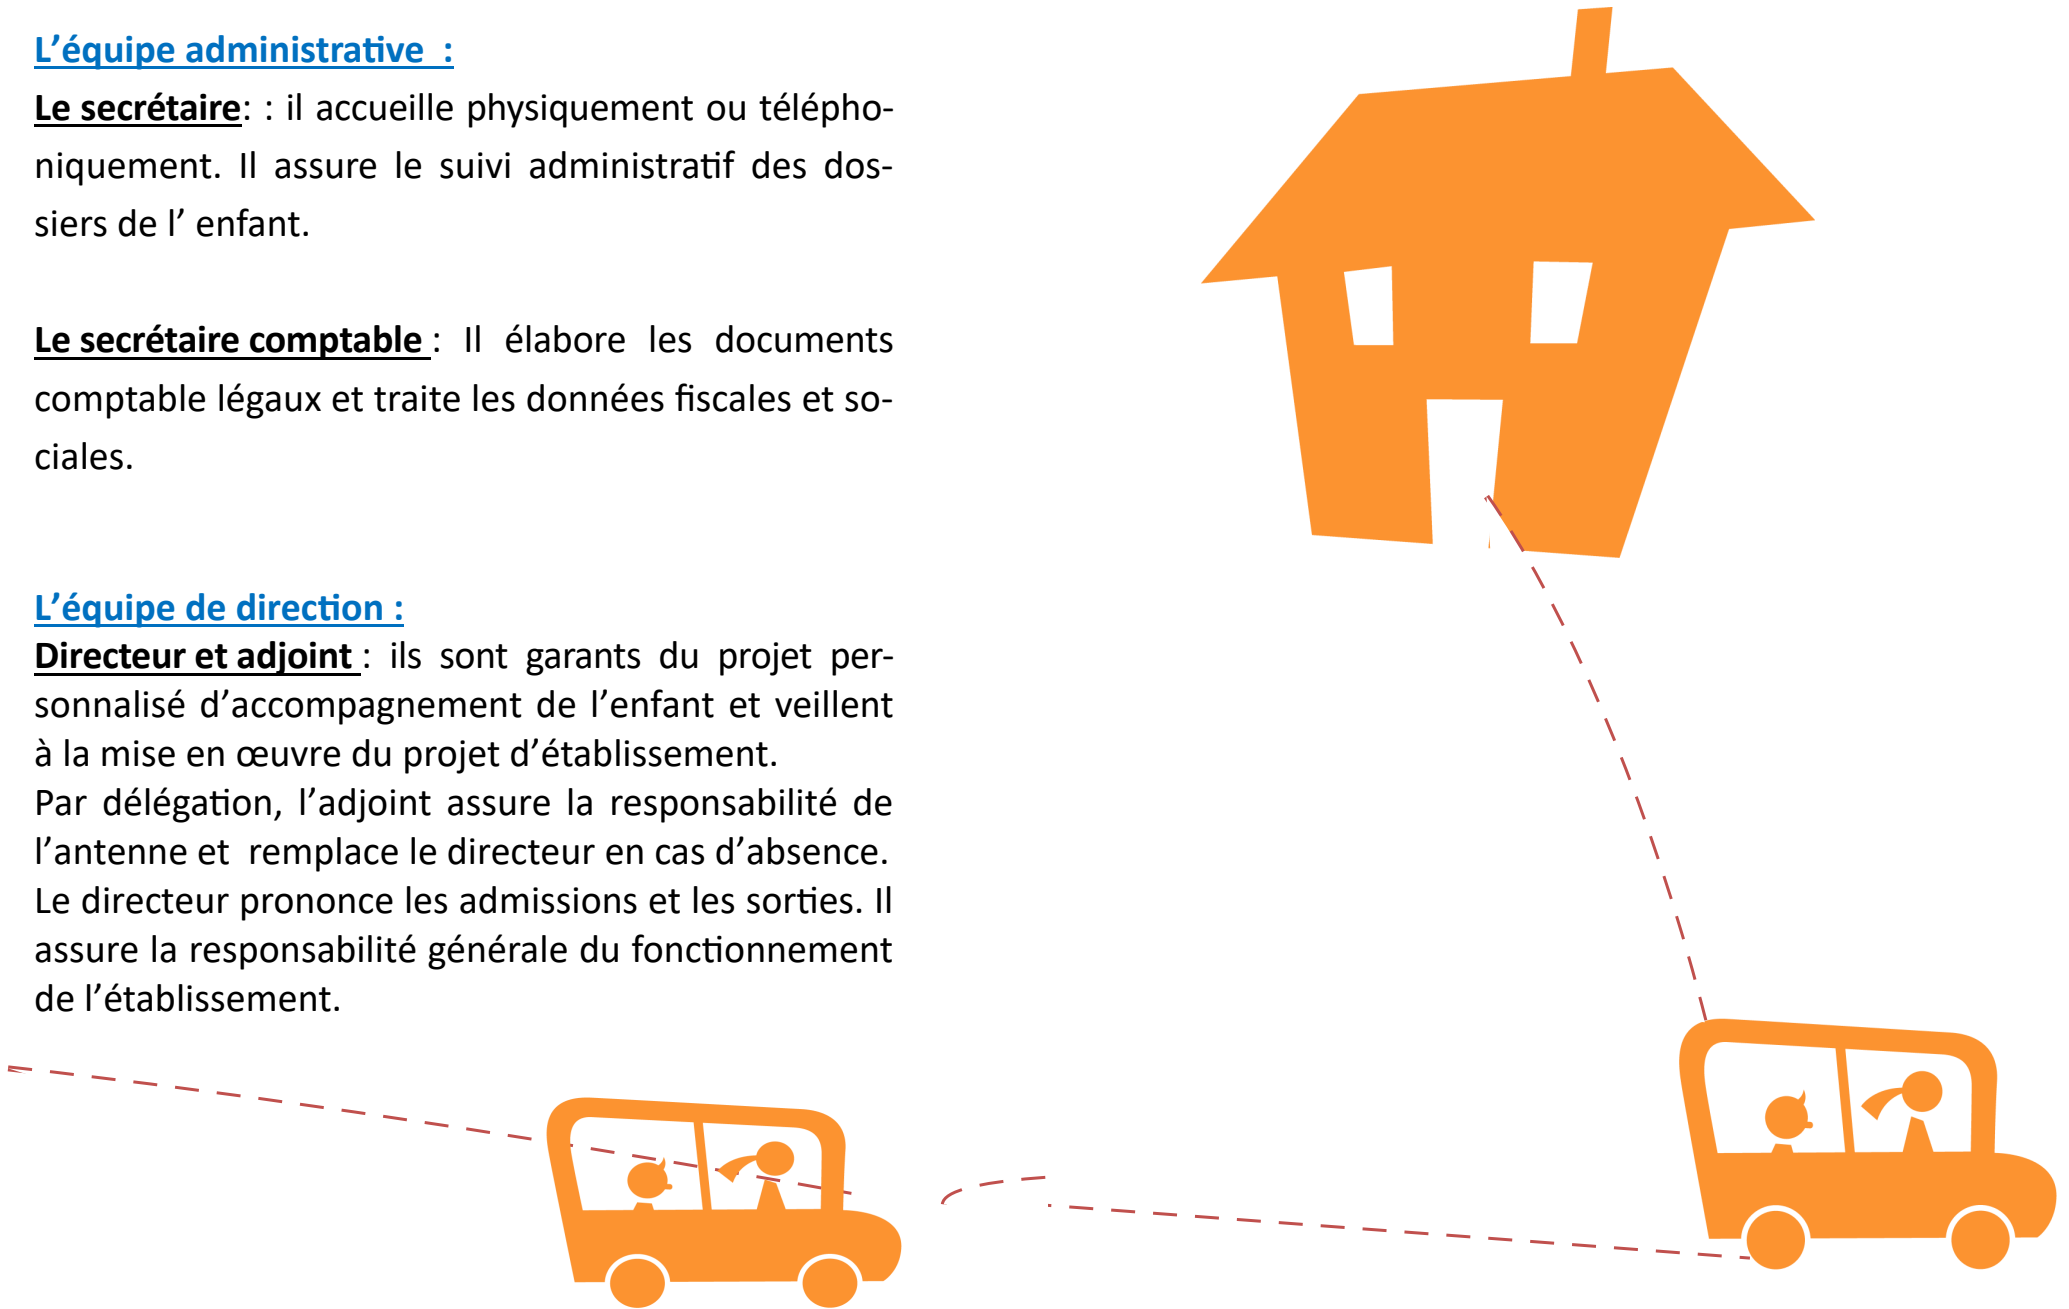 L’équipe administrative  :
Le secrétaire: : il accueille physiquement ou télépho-
niquement. Il assure le suivi administratif des dos-
siers de l’ enfant.
Le secrétaire comptable : Il élabore les documents
comptable légaux et traite les données fiscales et so-
ciales.
L’équipe de direction :
Directeur et adjoint : ils sont garants du projet per-
sonnalisé d’accompagnement de l’enfant et veillent
à la mise en œuvre du projet d’établissement.
Par délégation, l’adjoint assure la responsabilité de
l’antenne et  remplace le directeur en cas d’absence.
Le directeur prononce les admissions et les sorties. Il
assure la responsabilité générale du fonctionnement
de l’établissement.